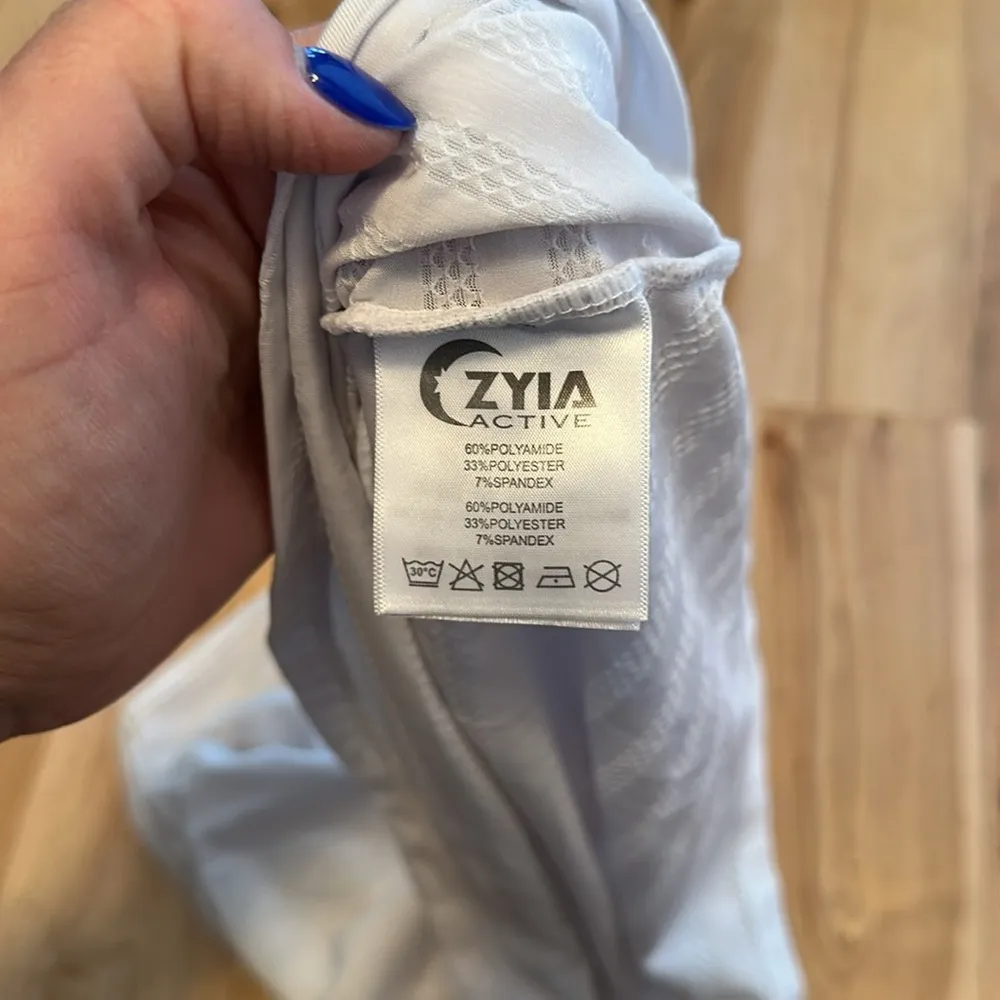 ZYIA
ACTIVE
60%POLYAMIDE
33%POLYESTER
7%SPANDEX
60%POLYAMIDE
33%POLYESTER
7%SPANDEX
30°C